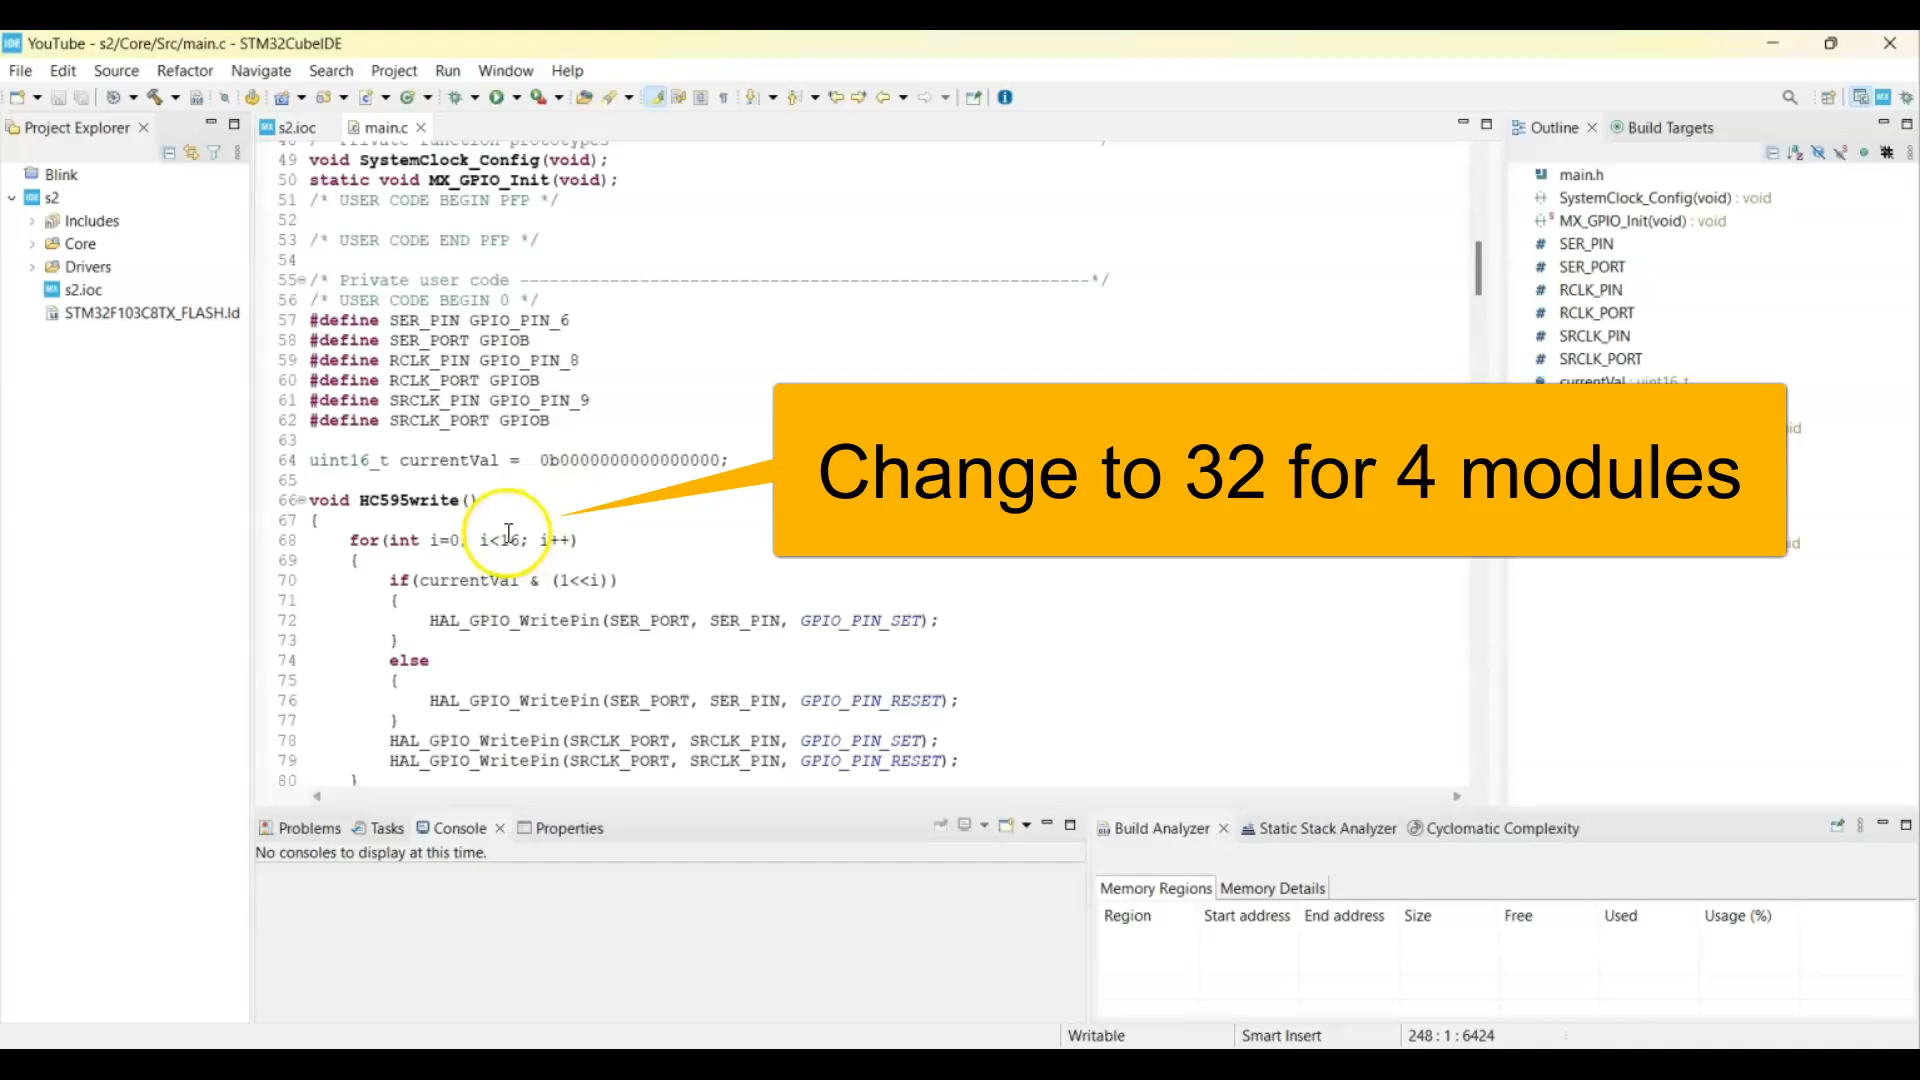 YouTube - s2/Core/Src/main.c - STM32CubeIDE
File Edit Source Refactor Navigate Search Project Run Window Help
Project Explorer
Blink
s2
Includes
Core
Drivers
s2.ioc
STM32F103C8TX_FLASH.ld
s2.ioc main.c
49 void SystemClock_Config(void);
50 static void MX_GPIO_Init(void);
51 /* USER CODE BEGIN PFP */
52
53 /* USER CODE END PFP */
54
55 /* Private user code ---------------------------------------------------------*/
56 /* USER CODE BEGIN 0 */
57 #define SER_PIN GPIO_PIN_6
58 #define SER_PORT GPIOB
59 #define RCLK_PIN GPIO_PIN_8
60 #define RCLK_PORT GPIOB
61 #define SRCLK_PIN GPIO_PIN_9
62 #define SRCLK_PORT GPIOB
63
64 uint16_t currentVal = 0b0000000000000000;
65
66 void HC595write()
67 {
68 for(int i=0; i<16; i++)
69 {
70 if(currentVal & (1<<i))
71 {
72 HAL_GPIO_WritePin(SER_PORT, SER_PIN, GPIO_PIN_SET);
73 }
74 else
75 {
76 HAL_GPIO_WritePin(SER_PORT, SER_PIN, GPIO_PIN_RESET);
77 }
78 HAL_GPIO_WritePin(SRCLK_PORT, SRCLK_PIN, GPIO_PIN_SET);
79 HAL_GPIO_WritePin(SRCLK_PORT, SRCLK_PIN, GPIO_PIN_RESET);
80 }
Change to 32 for 4 modules
Outline Build Targets
main.h
SystemClock_Config(void) : void
MX_GPIO_Init(void) : void
SER_PIN
SER_PORT
RCLK_PIN
RCLK_PORT
SRCLK_PIN
SRCLK_PORT
currentVal : uint16_t
Problems Tasks Console Properties
No consoles to display at this time.
Build Analyzer Static Stack Analyzer Cyclomatic Complexity
Memory Regions Memory Details
Region Start address End address Size Free Used Usage (%)
Writable Smart Insert 248 : 1 : 6424